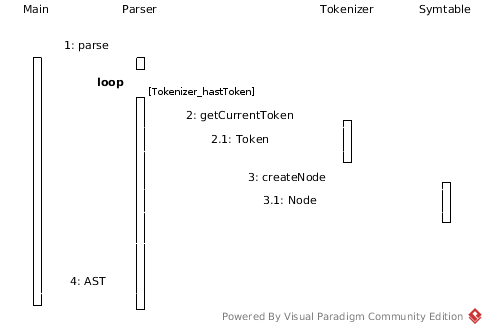 Main Parser Tokenizer Symtable
1: parse
loop
[Tokenizer_hastToken]
2: getCurrentToken
2.1: Token
3: createNode
3.1: Node
4: AST
Powered By Visual Paradigm Community Edition